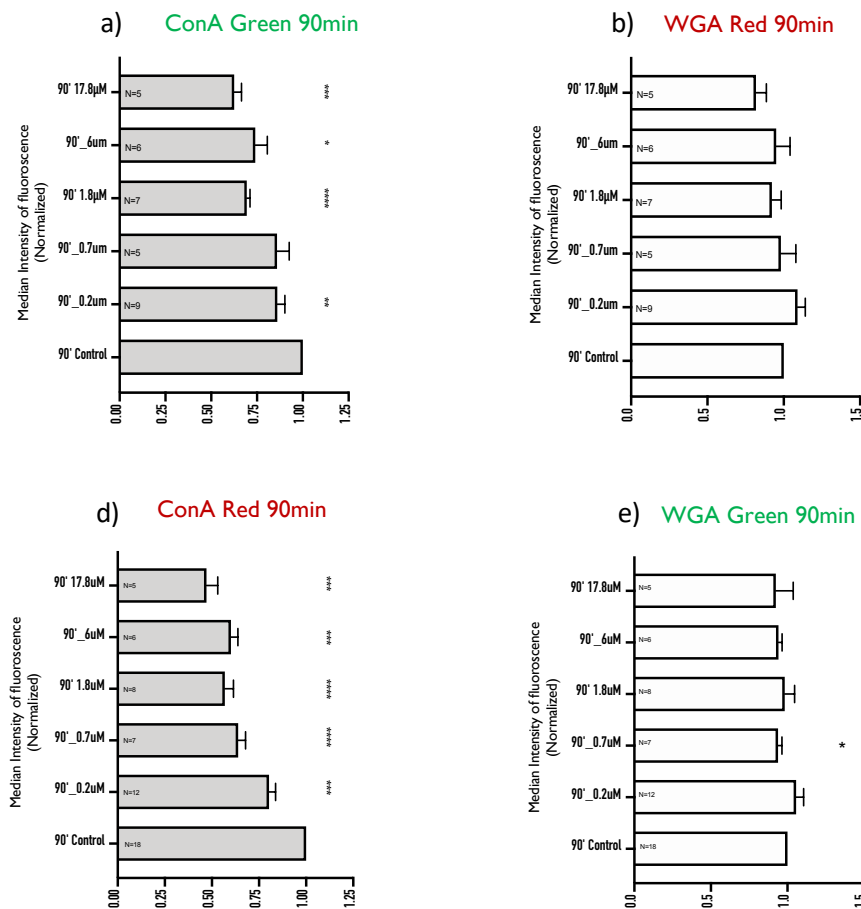 a) ConA Green 90min
Median Intensity of fluoroscence
(Normalized)
90' 17.8µM
N=5
***
90'_6um
N=6
*
90' 1.8µM
N=7
****
90'_0.7um
N=5
90'_0.2um
N=9
**
90' Control
0.00 0.25 0.50 0.75 1.00 1.25
b) WGA Red 90min
Median Intensity of fluoroscence
(Normalized)
90' 17.8µM
N=5
90'_6um
N=6
90' 1.8µM
N=7
90'_0.7um
N=5
90'_0.2um
N=9
90' Control
0.0 0.5 1.0 1.5
d) ConA Red 90min
Median Intensity of fluoroscence
(Normalized)
90' 17.8uM
N=5
***
90'_6uM
N=6
***
90' 1.8uM
N=8
****
90'_0.7uM
N=7
****
90'_0.2uM
N=12
***
90' Control
N=18
0.00 0.25 0.50 0.75 1.00 1.25
e) WGA Green 90min
Median Intensity of fluoroscence
(Normalized)
90' 17.8uM
N=5
90'_6uM
N=6
90' 1.8uM
N=8
90'_0.7uM
N=7
*
90'_0.2uM
N=12
90' Control
N=18
0.0 0.5 1.0 1.5